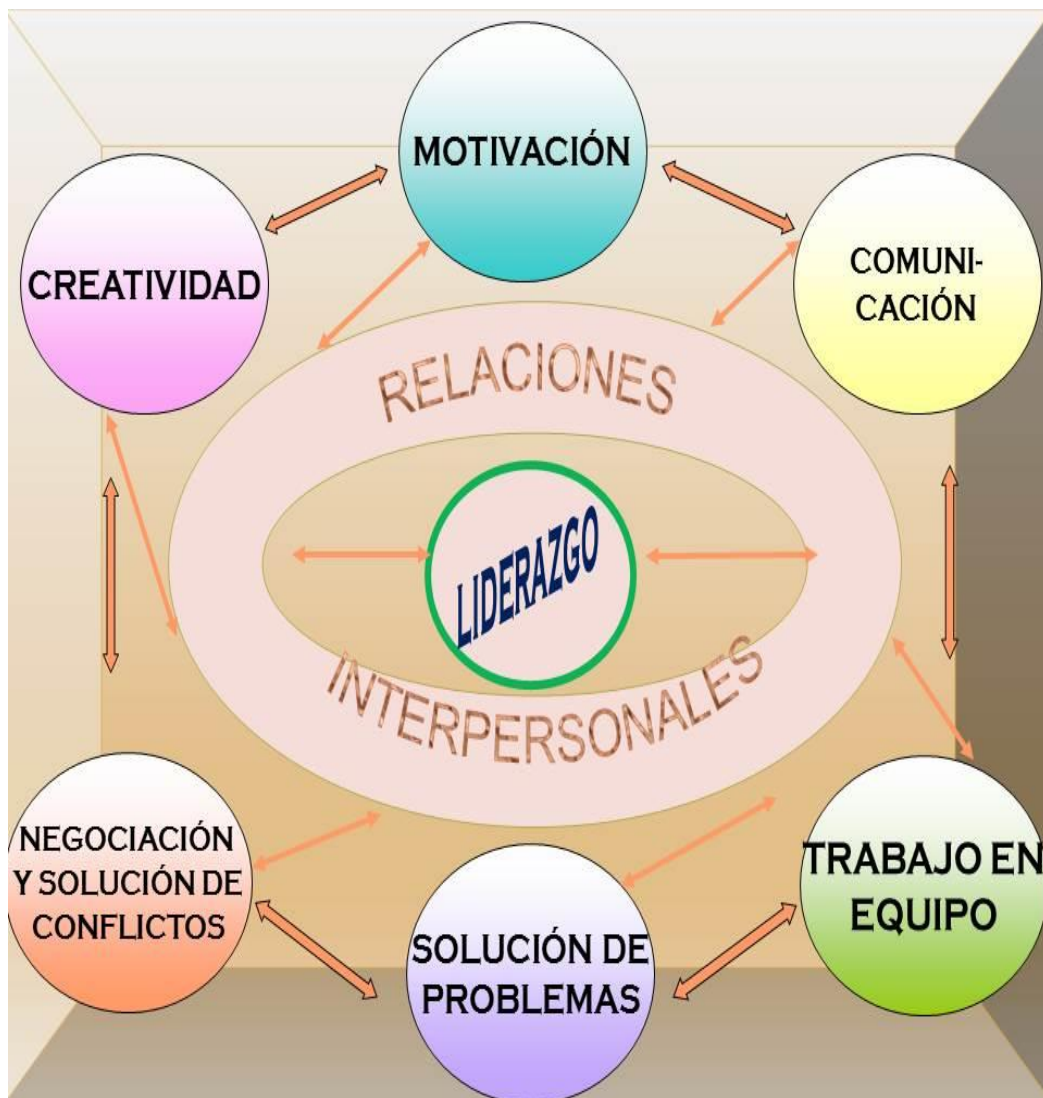 MOTIVACIÓN
CREATIVIDAD
COMUNI-
CACIÓN
RELACIONES
LIDERAZGO
INTERPERSONALES
NEGOCIACIÓN
Y SOLUCIÓN DE
CONFLICTOS
SOLUCIÓN DE
PROBLEMAS
TRABAJO EN
EQUIPO